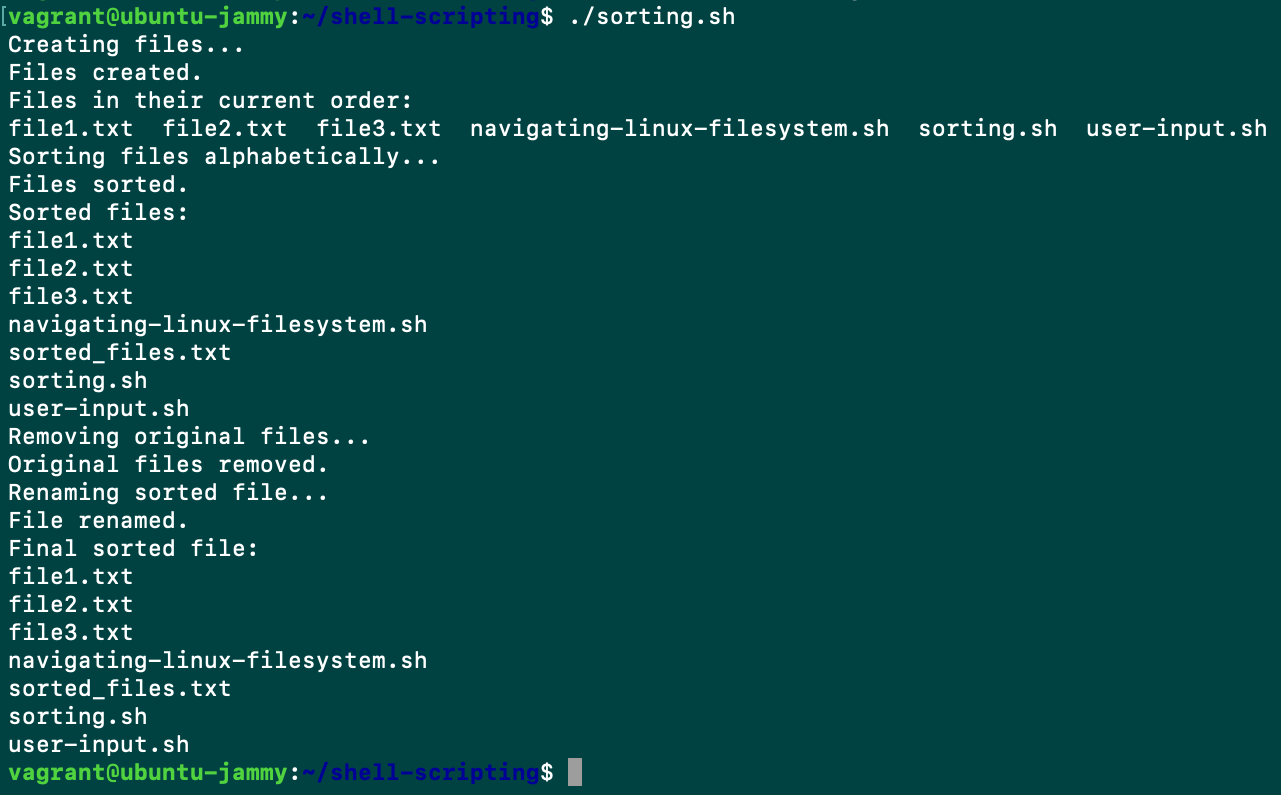 [vagrant@ubuntu-jammy:~/shell-scripting$ ./sorting.sh
Creating files...
Files created.
Files in their current order:
file1.txt  file2.txt  file3.txt  navigating-linux-filesystem.sh  sorting.sh  user-input.sh
Sorting files alphabetically...
Files sorted.
Sorted files:
file1.txt
file2.txt
file3.txt
navigating-linux-filesystem.sh
sorted_files.txt
sorting.sh
user-input.sh
Removing original files...
Original files removed.
Renaming sorted file...
File renamed.
Final sorted file:
file1.txt
file2.txt
file3.txt
navigating-linux-filesystem.sh
sorted_files.txt
sorting.sh
user-input.sh
vagrant@ubuntu-jammy:~/shell-scripting$